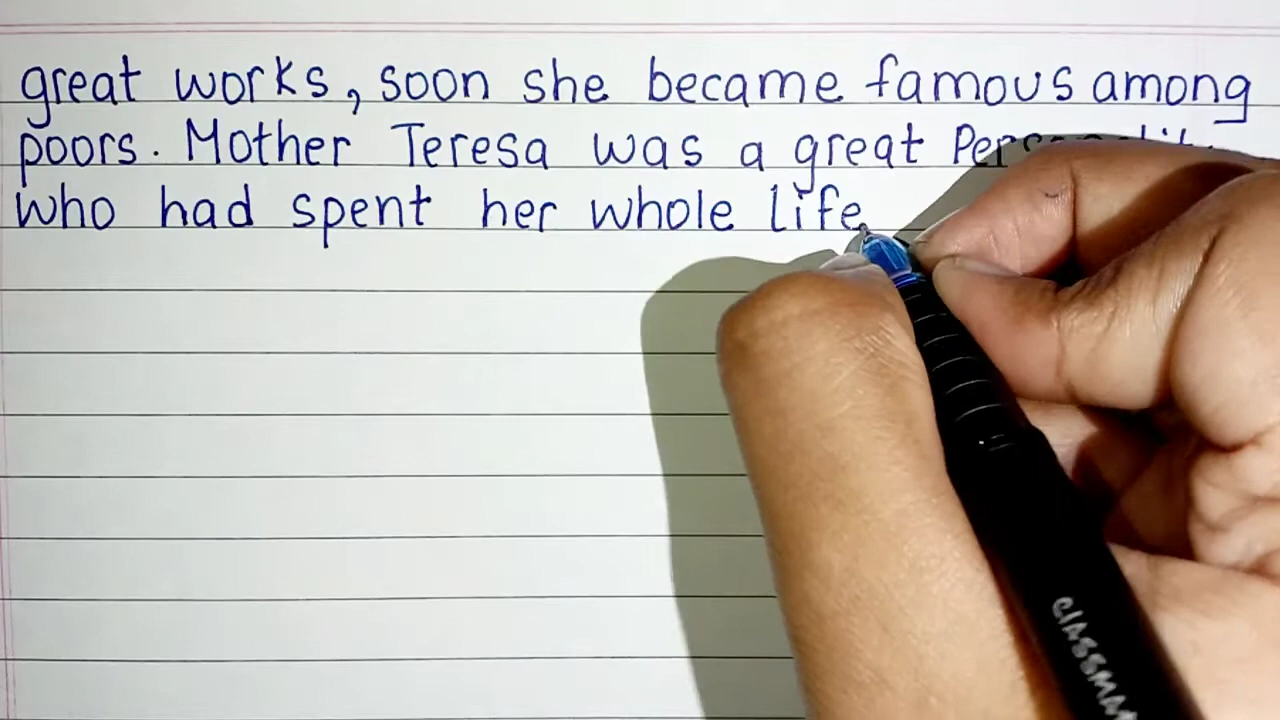 great works, soon she became famous among
poors. Mother Teresa was a great
who had spent her whole life